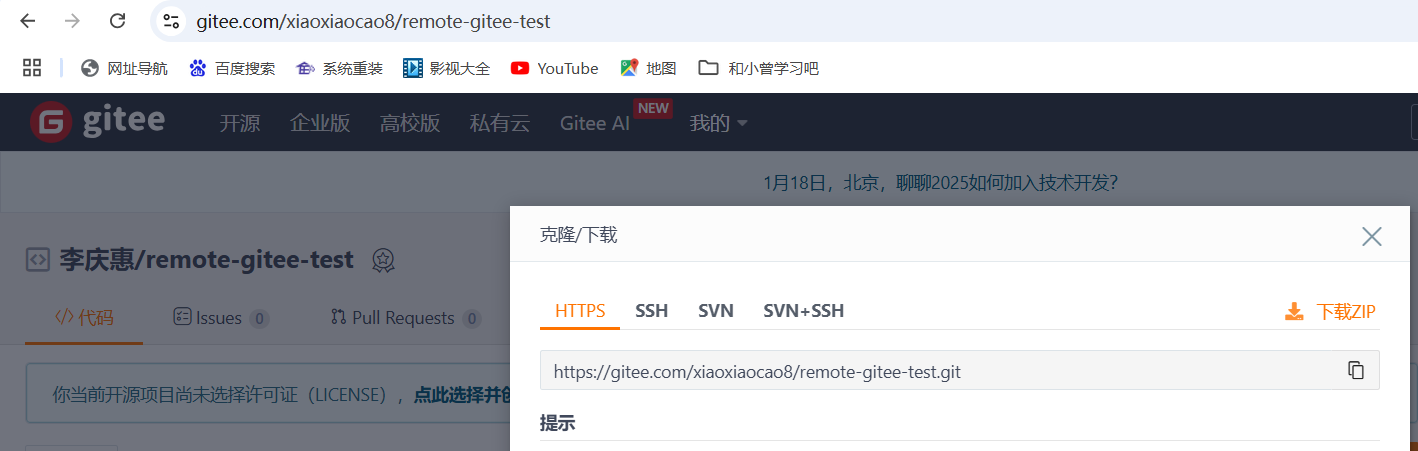 gitee.com/xiaoxiaocao8/remote-gitee-test
网址导航 百度搜索 系统重装 影视大全 YouTube 地图 和小曾学习吧
gitee 开源 企业版 高校版 私有云 Gitee AI NEW 我的
1月18日，北京，聊聊2025如何加入技术开发？
克隆/下载
李庆惠/remote-gitee-test
HTTPS SSH SVN SVN+SSH 下载ZIP
代码 Issues 0 Pull Requests 0
https://gitee.com/xiaoxiaocao8/remote-gitee-test.git
你当前开源项目尚未选择许可证（LICENSE），点此选择并创
提示